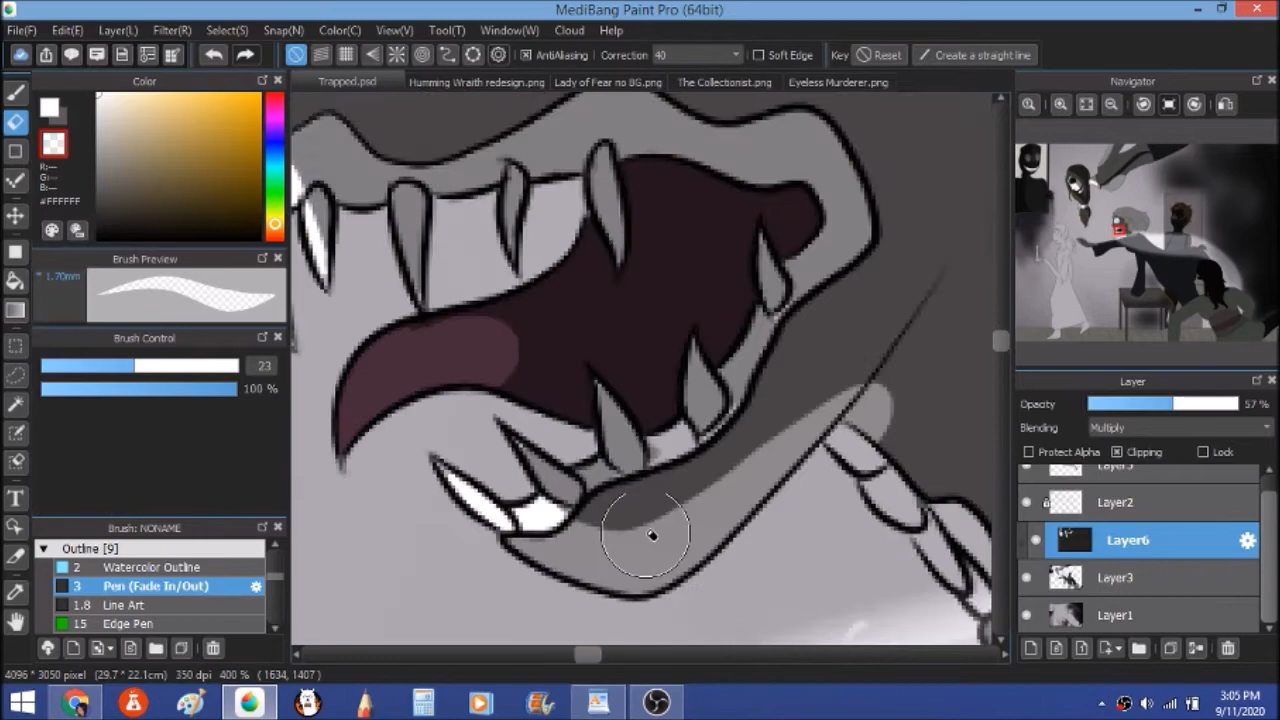 MediBang Paint Pro (64bit)
File(F) Edit(E) Layer(L) Filter(R) Select(S) Snap(N) Color(C) View(V) Tool(T) Window(W) Cloud Help
AntiAliasing Correction 40 Soft Edge Key Reset Create a straight line
Color
Trapped.psd Humming Wraith redesign.png Lady of Fear no BG.png The Collectionist.png Eyeless Murderer.png
Navigator
R:---
G:---
B:---
#FFFFFF
Brush Preview
* 1.70mm
Brush Control
23
100 %
Layer
Opacity 57 %
Blending Multiply
Protect Alpha Clipping Lock
Layer5
Layer2
Layer6
Layer3
Layer1
Brush: NONAME
Outline [9]
2 Watercolor Outline
3 Pen (Fade In/Out)
1.8 Line Art
15 Edge Pen
4096 * 3050 pixel (29.7 * 22.1cm) 350 dpi 400 % ( 1634, 1407 )
3:05 PM
9/11/2020